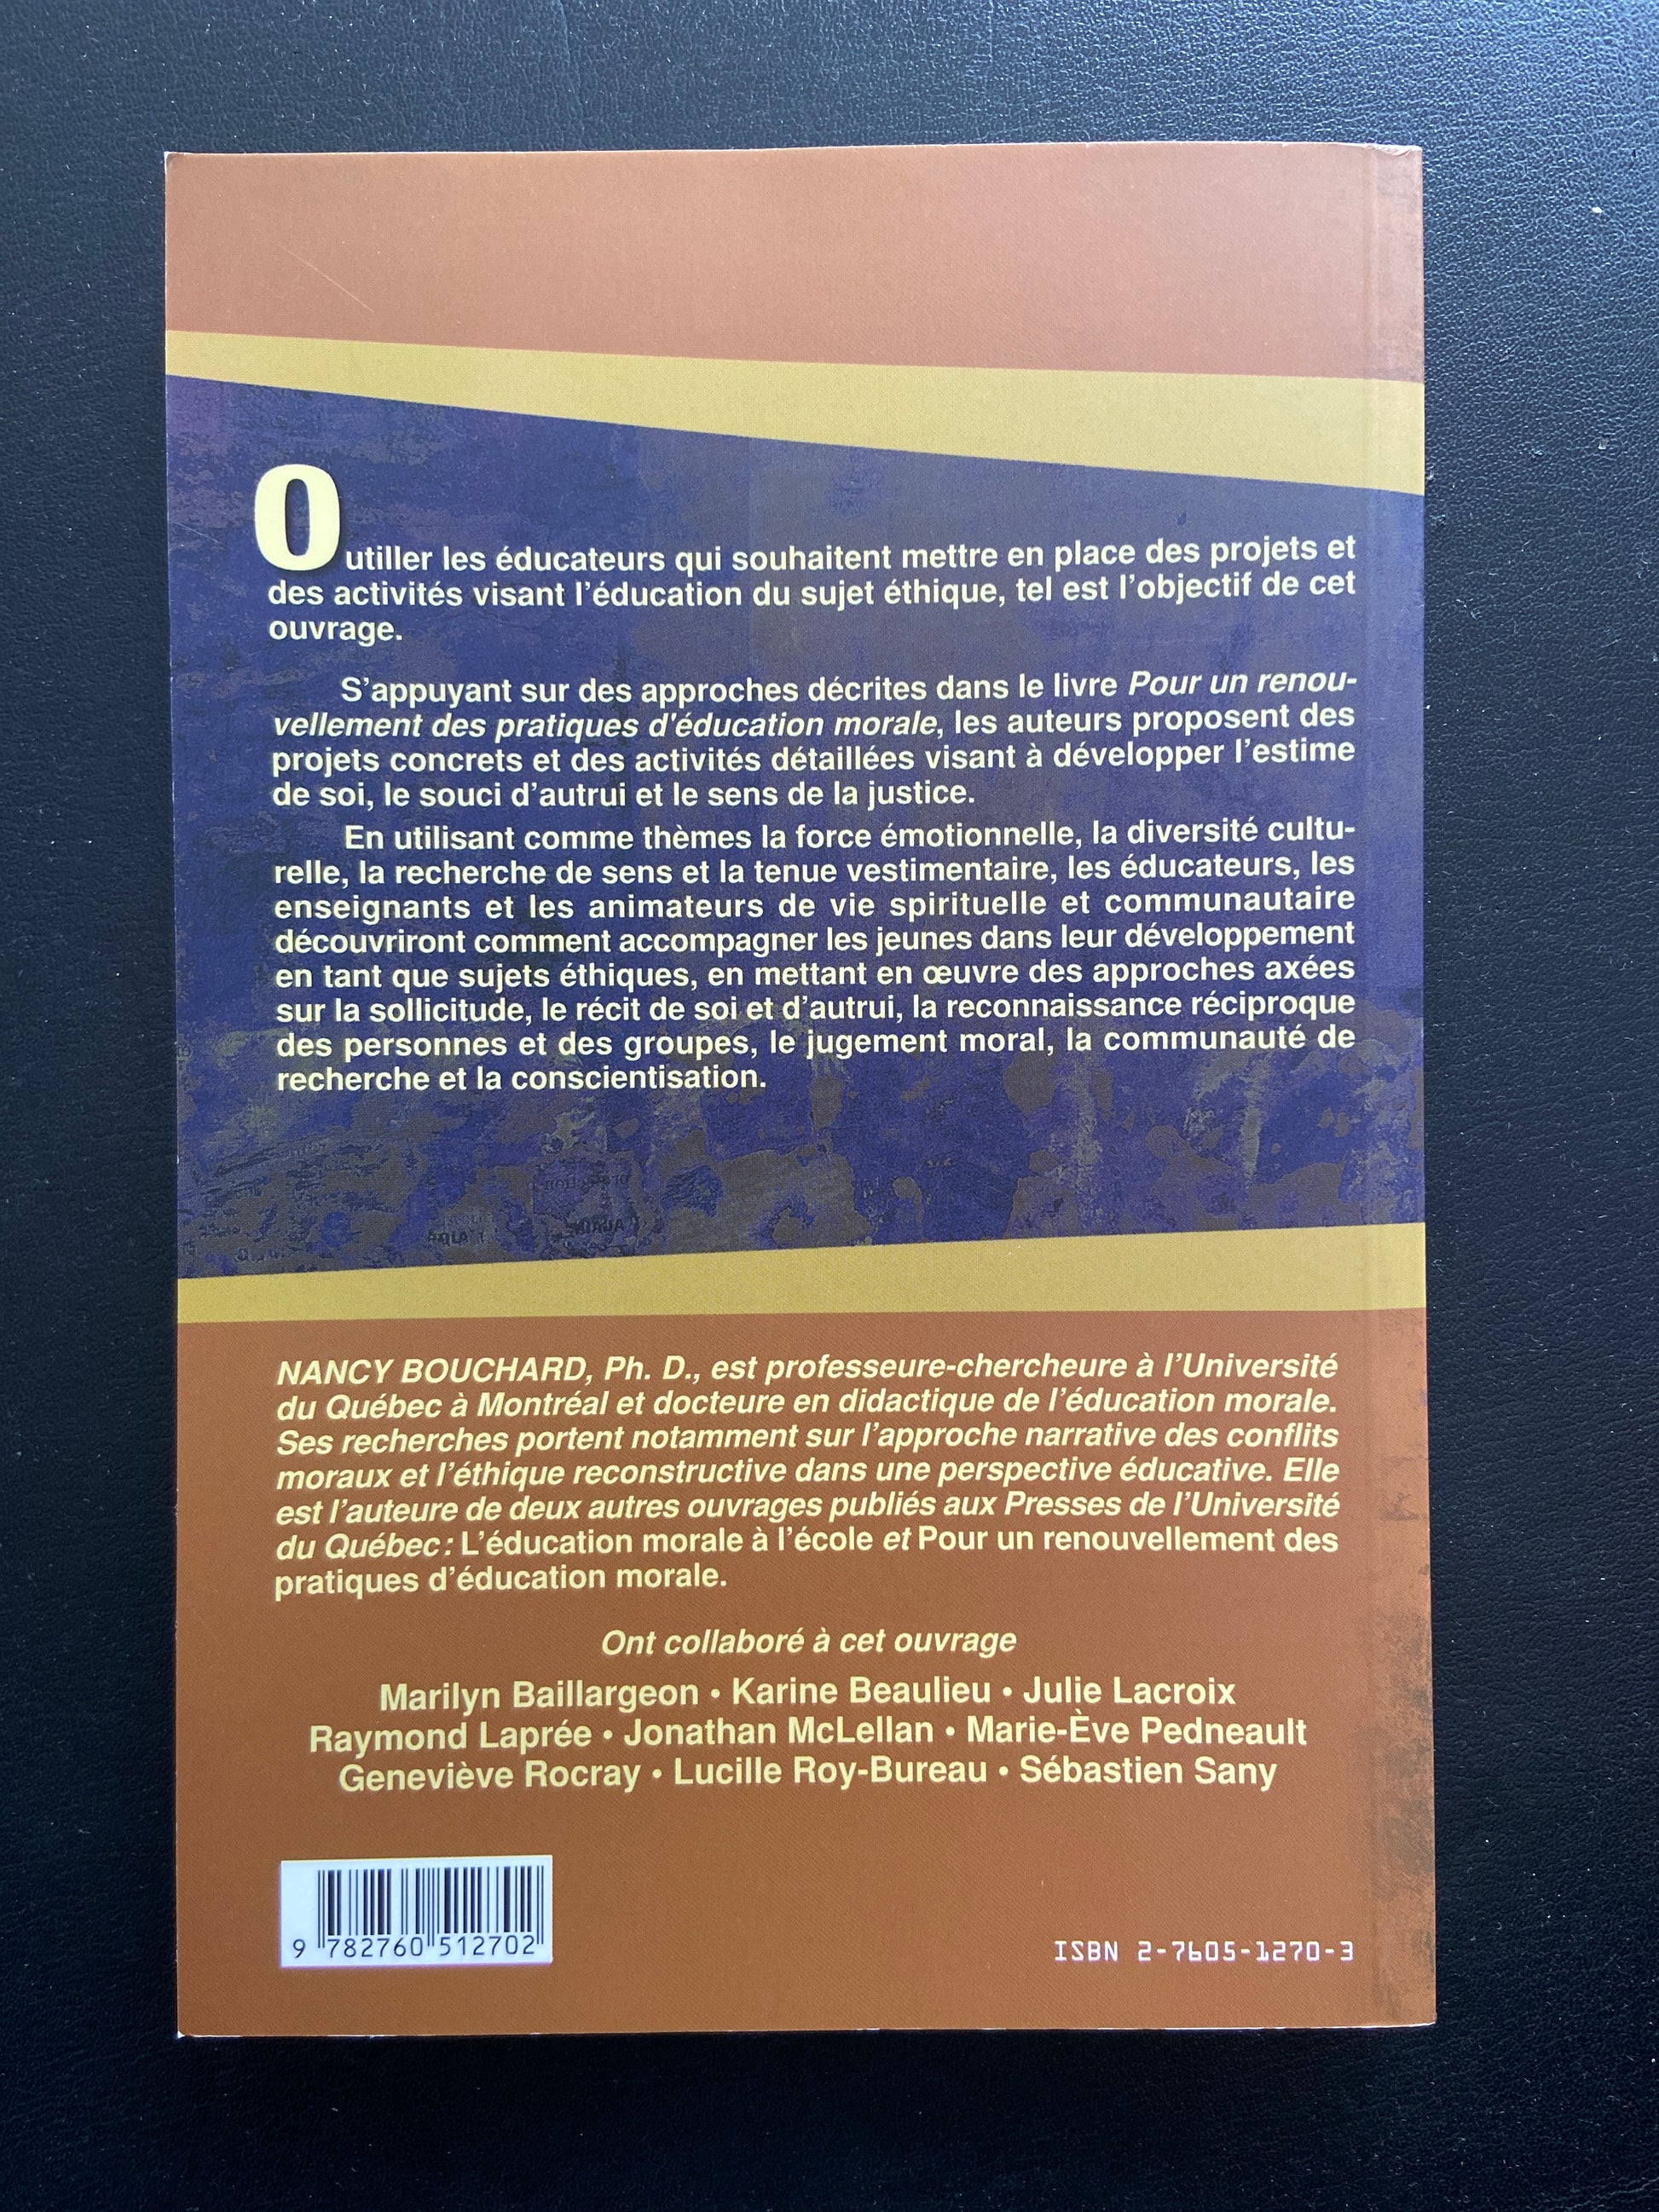 Outiller les éducateurs qui souhaitent mettre en place des projets et
des activités visant l'éducation du sujet éthique, tel est l'objectif de cet
ouvrage.
S'appuyant sur des approches décrites dans le livre Pour un renou-
vellement des pratiques d'éducation morale, les auteurs proposent des
projets concrets et des activités détaillées visant à développer l'estime
de soi, le souci d'autrui et le sens de la justice.
En utilisant comme thèmes la force émotionnelle, la diversité cultu-
relle, la recherche de sens et la tenue vestimentaire, les éducateurs, les
enseignants et les animateurs de vie spirituelle et communautaire
découvriront comment accompagner les jeunes dans leur développement
en tant que sujets éthiques, en mettant en œuvre des approches axées
sur la sollicitude, le récit de soi et d'autrui, la reconnaissance réciproque
des personnes et des groupes, le jugement moral, la communauté de
recherche et la conscientisation.
NANCY BOUCHARD, Ph. D., est professeure-chercheure à l'Université
du Québec à Montréal et docteure en didactique de l'éducation morale.
Ses recherches portent notamment sur l'approche narrative des conflits
moraux et l'éthique reconstructive dans une perspective éducative. Elle
est l'auteure de deux autres ouvrages publiés aux Presses de l'Université
du Québec : L'éducation morale à l'école et Pour un renouvellement des
pratiques d'éducation morale.
Ont collaboré à cet ouvrage
Marilyn Baillargeon • Karine Beaulieu • Julie Lacroix
Raymond Laprée • Jonathan McLellan • Marie-Ève Pedneault
Geneviève Rocray • Lucille Roy-Bureau • Sébastien Sany
9 782760 512702
ISBN 2-7605-1270-3